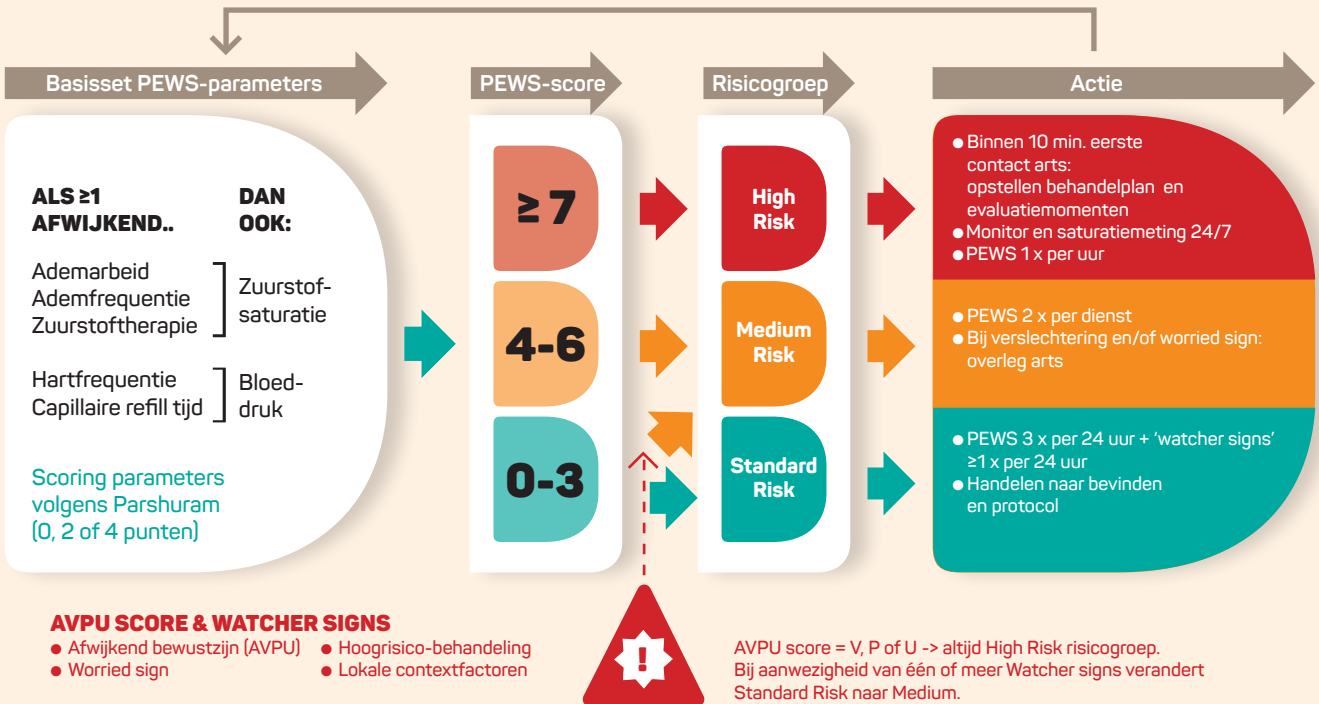 Basisset PEWS-parameters
PEWS-score
Risicogroep
Actie
ALS ≥1
AFWIJKEND..
DAN
OOK:
Ademarbeid
Ademfrequentie
Zuurstoftherapie
Zuurstof-
saturatie
Hartfrequentie
Capillaire refill tijd
Bloed-
druk
Scoring parameters
volgens Parshuram
(0, 2 of 4 punten)
≥ 7
4-6
0-3
High
Risk
Medium
Risk
Standard
Risk
● Binnen 10 min. eerste
contact arts:
opstellen behandelplan en
evaluatiemomenten
● Monitor en saturatiemeting 24/7
● PEWS 1 x per uur
● PEWS 2 x per dienst
● Bij verslechtering en/of worried sign:
overleg arts
● PEWS 3 x per 24 uur + ‘watcher signs’
≥1 x per 24 uur
● Handelen naar bevinden
en protocol
AVPU SCORE & WATCHER SIGNS
● Afwijkend bewustzijn (AVPU)
● Worried sign
● Hoogrisico-behandeling
● Lokale contextfactoren
!
AVPU score = V, P of U -> altijd High Risk risicogroep.
Bij aanwezigheid van één of meer Watcher signs verandert
Standard Risk naar Medium.